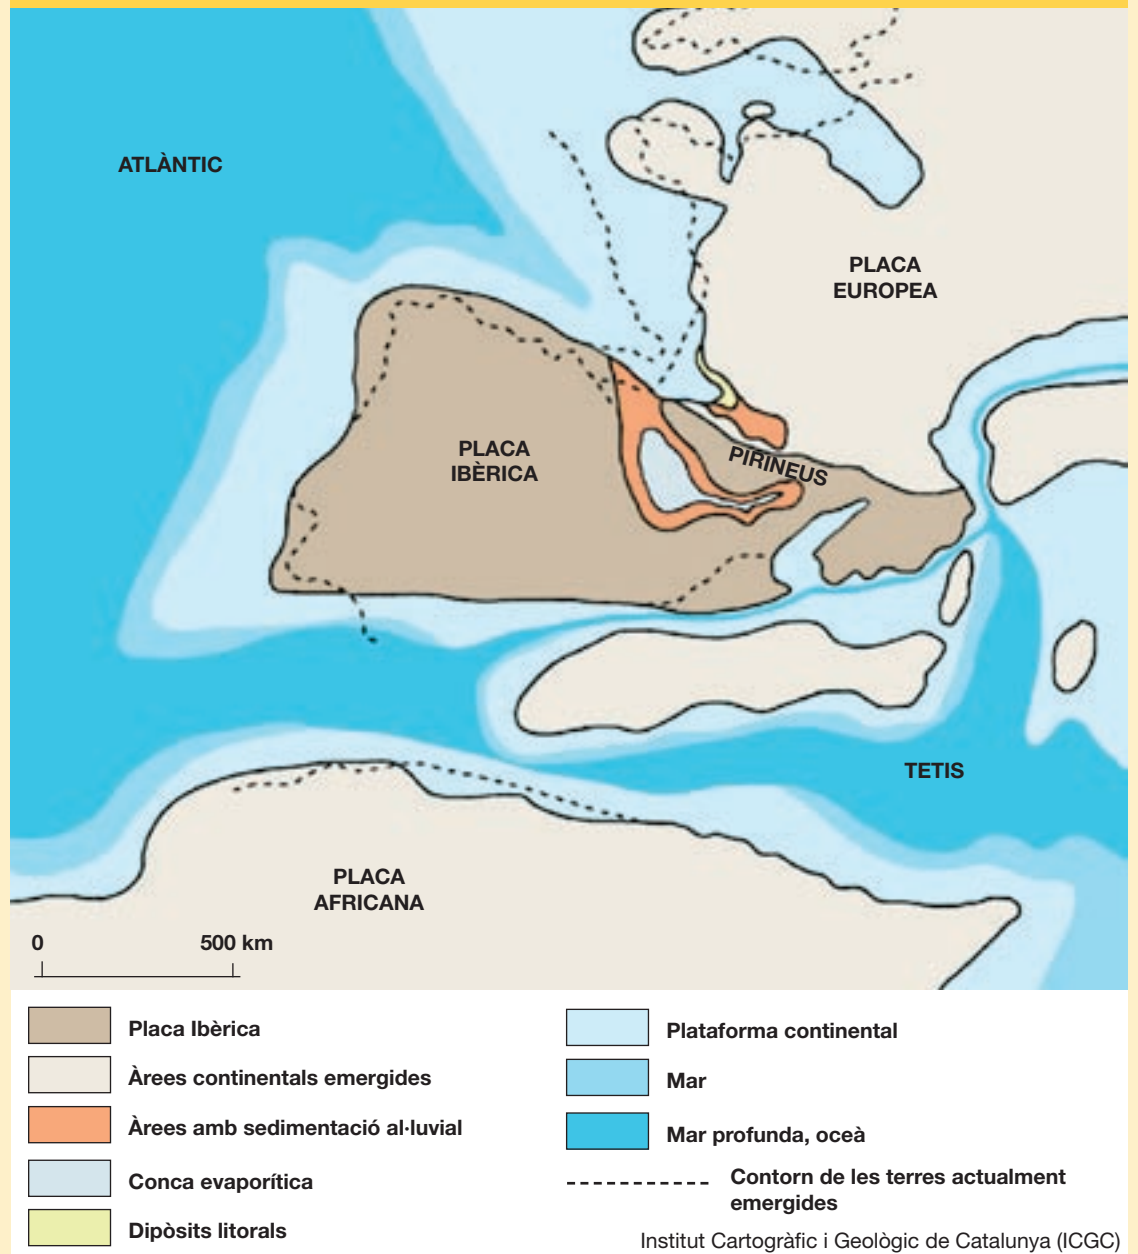 ATLÀNTIC
PLACA
EUROPEA
PLACA
IBÈRICA
PIRINEUS
TETIS
PLACA
AFRICANA
0 500 km
Placa Ibèrica
Àrees continentals emergides
Àrees amb sedimentació al·luvial
Conca evaporítica
Dipòsits litorals
Plataforma continental
Mar
Mar profunda, oceà
Contorn de les terres actualment
emergides
Institut Cartogràfic i Geològic de Catalunya (ICGC)